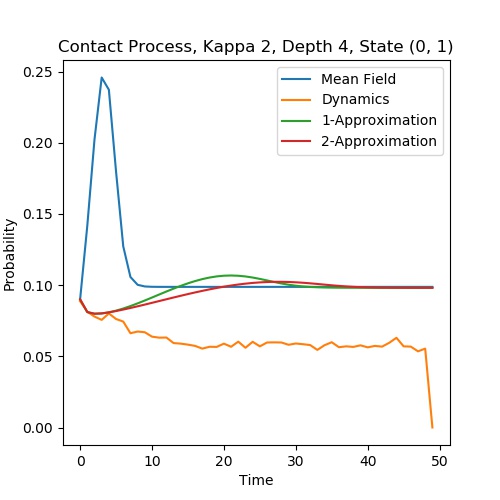 Contact Process, Kappa 2, Depth 4, State (0, 1)
Mean Field
Dynamics
1-Approximation
2-Approximation
Probability
0.25
0.20
0.15
0.10
0.05
0.00
0 10 20 30 40 50
Time